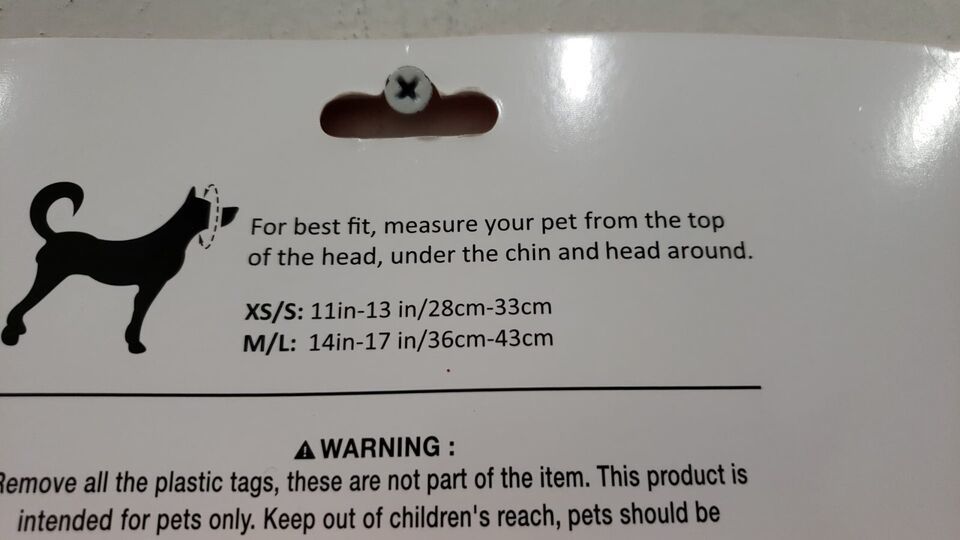 For best fit, measure your pet from the top
of the head, under the chin and head around.
XS/S: 11in-13 in/28cm-33cm
M/L: 14in-17 in/36cm-43cm
WARNING :
Remove all the plastic tags, these are not part of the item. This product is
intended for pets only. Keep out of children's reach, pets should be